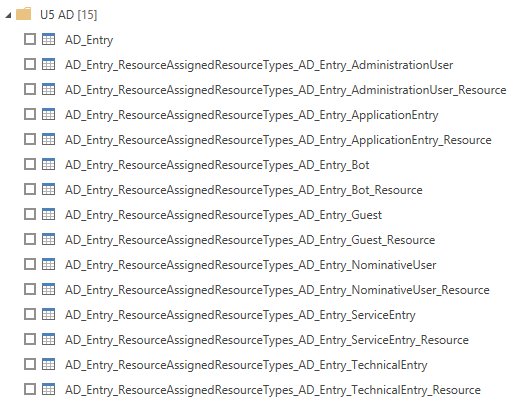 U5 AD [15]
AD_Entry
AD_Entry_ResourceAssignedResourceTypes_AD_Entry_AdministrationUser
AD_Entry_ResourceAssignedResourceTypes_AD_Entry_AdministrationUser_Resource
AD_Entry_ResourceAssignedResourceTypes_AD_Entry_ApplicationEntry
AD_Entry_ResourceAssignedResourceTypes_AD_Entry_ApplicationEntry_Resource
AD_Entry_ResourceAssignedResourceTypes_AD_Entry_Bot
AD_Entry_ResourceAssignedResourceTypes_AD_Entry_Bot_Resource
AD_Entry_ResourceAssignedResourceTypes_AD_Entry_Guest
AD_Entry_ResourceAssignedResourceTypes_AD_Entry_Guest_Resource
AD_Entry_ResourceAssignedResourceTypes_AD_Entry_NominativeUser
AD_Entry_ResourceAssignedResourceTypes_AD_Entry_NominativeUser_Resource
AD_Entry_ResourceAssignedResourceTypes_AD_Entry_ServiceEntry
AD_Entry_ResourceAssignedResourceTypes_AD_Entry_ServiceEntry_Resource
AD_Entry_ResourceAssignedResourceTypes_AD_Entry_TechnicalEntry
AD_Entry_ResourceAssignedResourceTypes_AD_Entry_TechnicalEntry_Resource